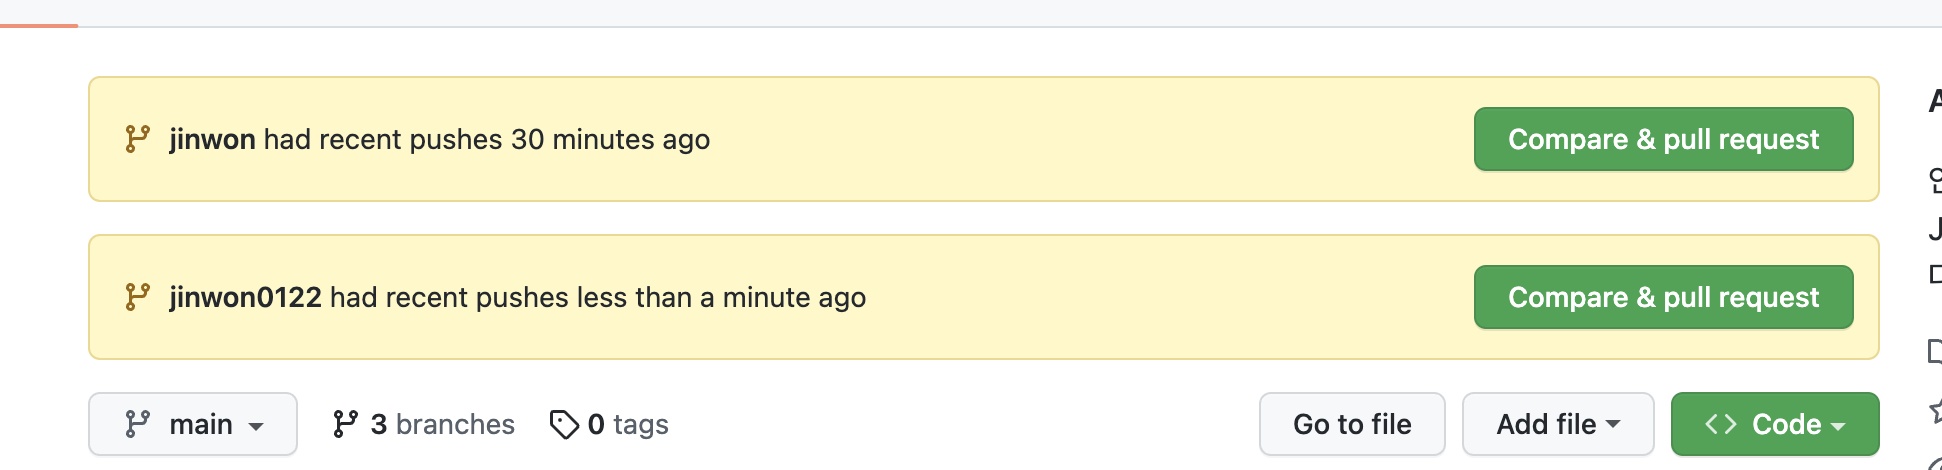 jinwon had recent pushes 30 minutes ago
Compare & pull request
jinwon0122 had recent pushes less than a minute ago
Compare & pull request
main
3 branches
0 tags
Go to file
Add file
Code